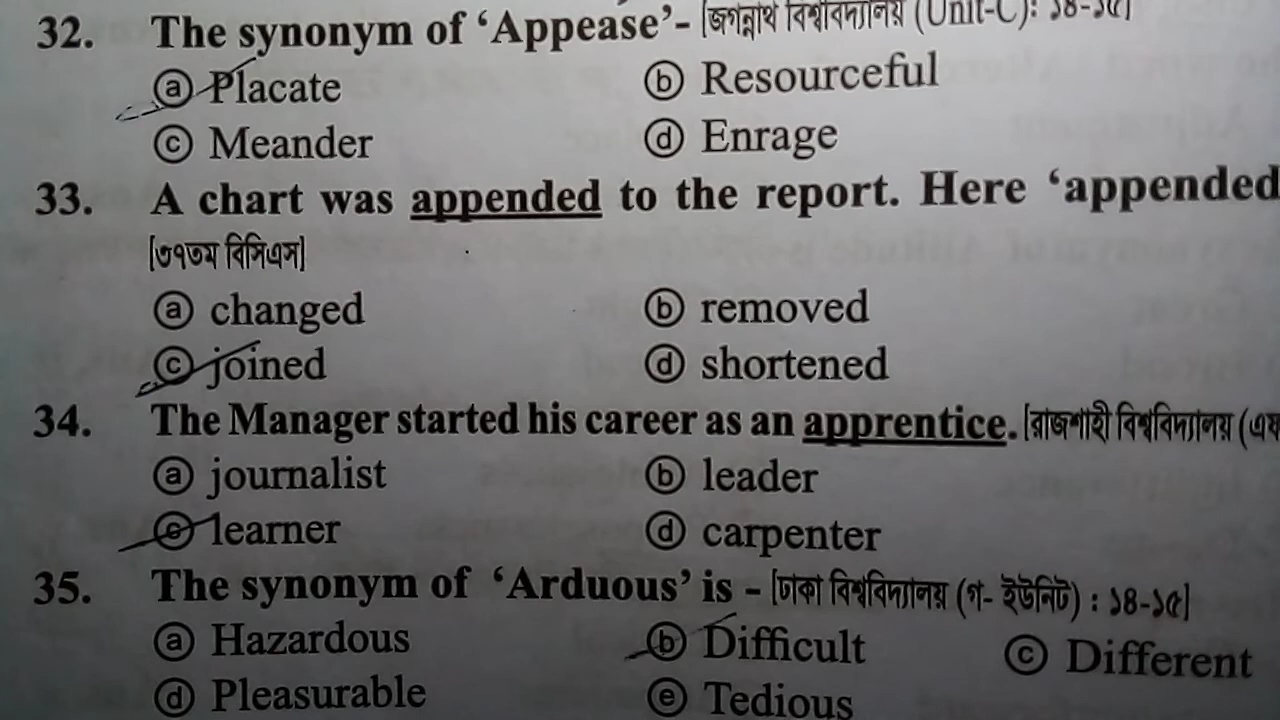 32. The synonym of ‘Appease’- [জগন্নাথ বিশ্ববিদ্যালয় (Unit-C): ১৪-১৫]
ⓐ Placate ⓑ Resourceful
ⓒ Meander ⓓ Enrage
33. A chart was appended to the report. Here ‘appended
[৩৭তম বিসিএস]
ⓐ changed ⓑ removed
ⓒ joined ⓓ shortened
34. The Manager started his career as an apprentice. [রাজশাহী বিশ্ববিদ্যালয় (এফ
ⓐ journalist ⓑ leader
ⓒ learner ⓓ carpenter
35. The synonym of ‘Arduous’ is - [ঢাকা বিশ্ববিদ্যালয় (গ- ইউনিট) : ১৪-১৫]
ⓐ Hazardous ⓑ Difficult ⓒ Different
ⓓ Pleasurable ⓔ Tedious